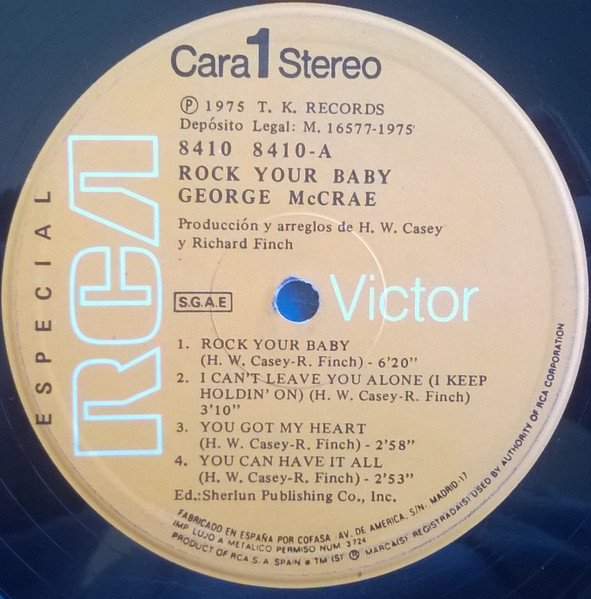 Cara 1 Stereo
Ⓟ 1975 T. K. RECORDS
Depósito Legal: M. 16577-1975
8410 8410-A
ROCK YOUR BABY
GEORGE McCRAE
Producción y arreglos de H. W. Casey
y Richard Finch
ESPECIAL
RCA
S.G.A.E
Victor
1. ROCK YOUR BABY
(H. W. Casey-R. Finch) - 6'20"
2. I CAN'T LEAVE YOU ALONE (I KEEP
HOLDIN' ON) (H. W. Casey-R. Finch)
3'10"
3. YOU GOT MY HEART
(H. W. Casey-R. Finch) - 2'58"
4. YOU CAN HAVE IT ALL
(H. W. Casey-R. Finch) - 2'53"
Ed.:Sherlun Publishing Co., Inc.
FABRICADO EN ESPAÑA POR COFASA. AV. DE AMERICA, S/N. MADRID-17
IMP LUJO A METALICO PERMISO NUM 3724
PRODUCT OF RCA S.A SPAIN • TM (S) ® MARCA(S) REGISTRADA(S) USED BY AUTHORITY OF RCA CORPORATION